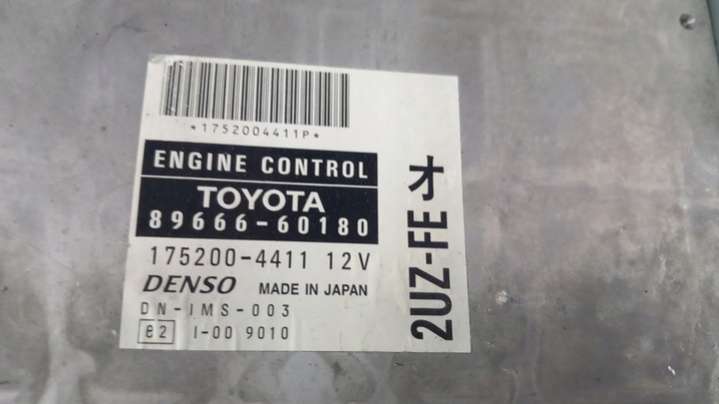 *1752004411P*
ENGINE CONTROL
TOYOTA
89666-60180
175200-4411 12V
DENSO MADE IN JAPAN
DN-IMS-003
e2 I-00 9010
オ 2UZ-FE